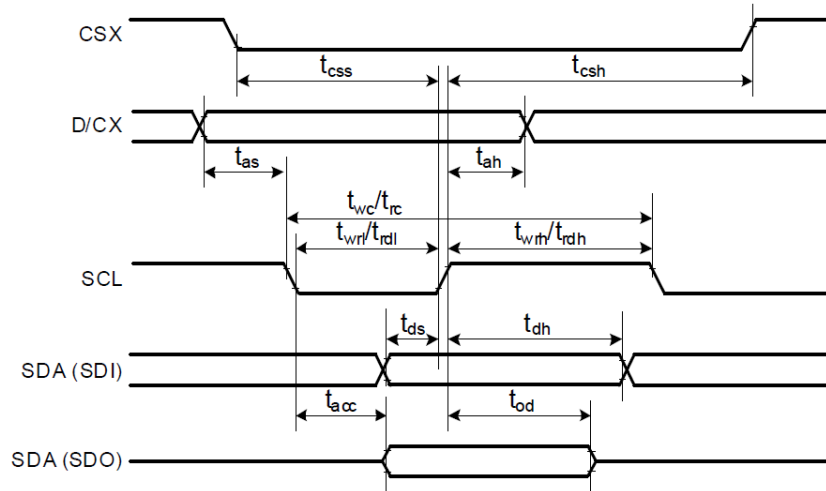 CSX
tcss tcsh
D/CX
tas tah
twc/trc
twrl/trdl twrh/trdh
SCL
tds tdh
SDA (SDI)
tacc tod
SDA (SDO)